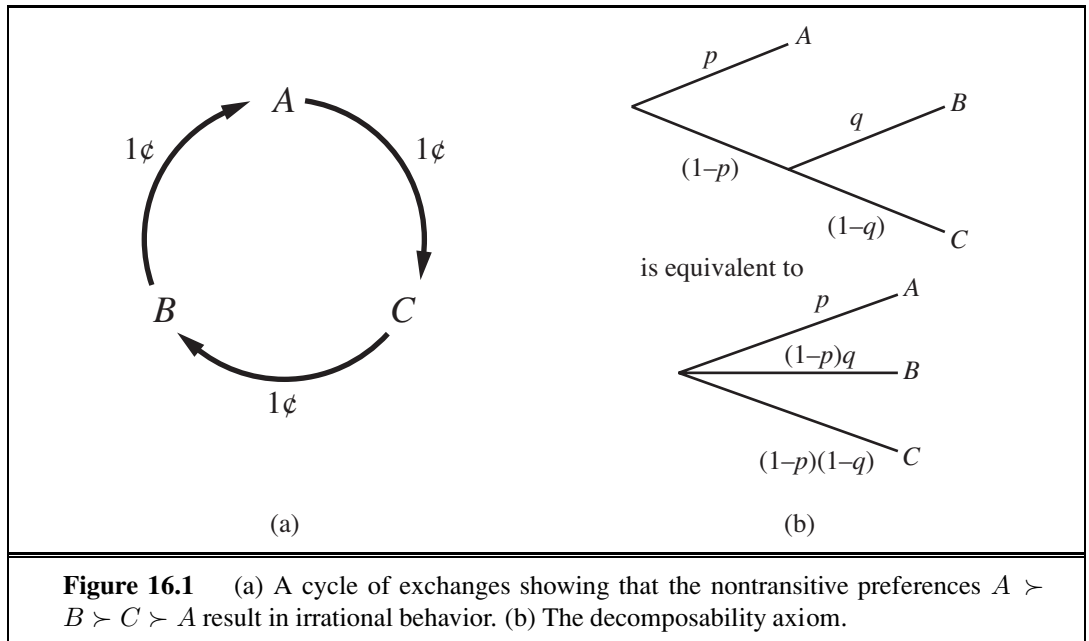 A
1¢
1¢
B
C
1¢
(a)
A
p
B
q
(1–p)
(1–q)
C
is equivalent to
A
p
(1–p)q
B
(1–p)(1–q)
C
(b)
Figure 16.1 (a) A cycle of exchanges showing that the nontransitive preferences A ≻
B ≻ C ≻ A result in irrational behavior. (b) The decomposability axiom.